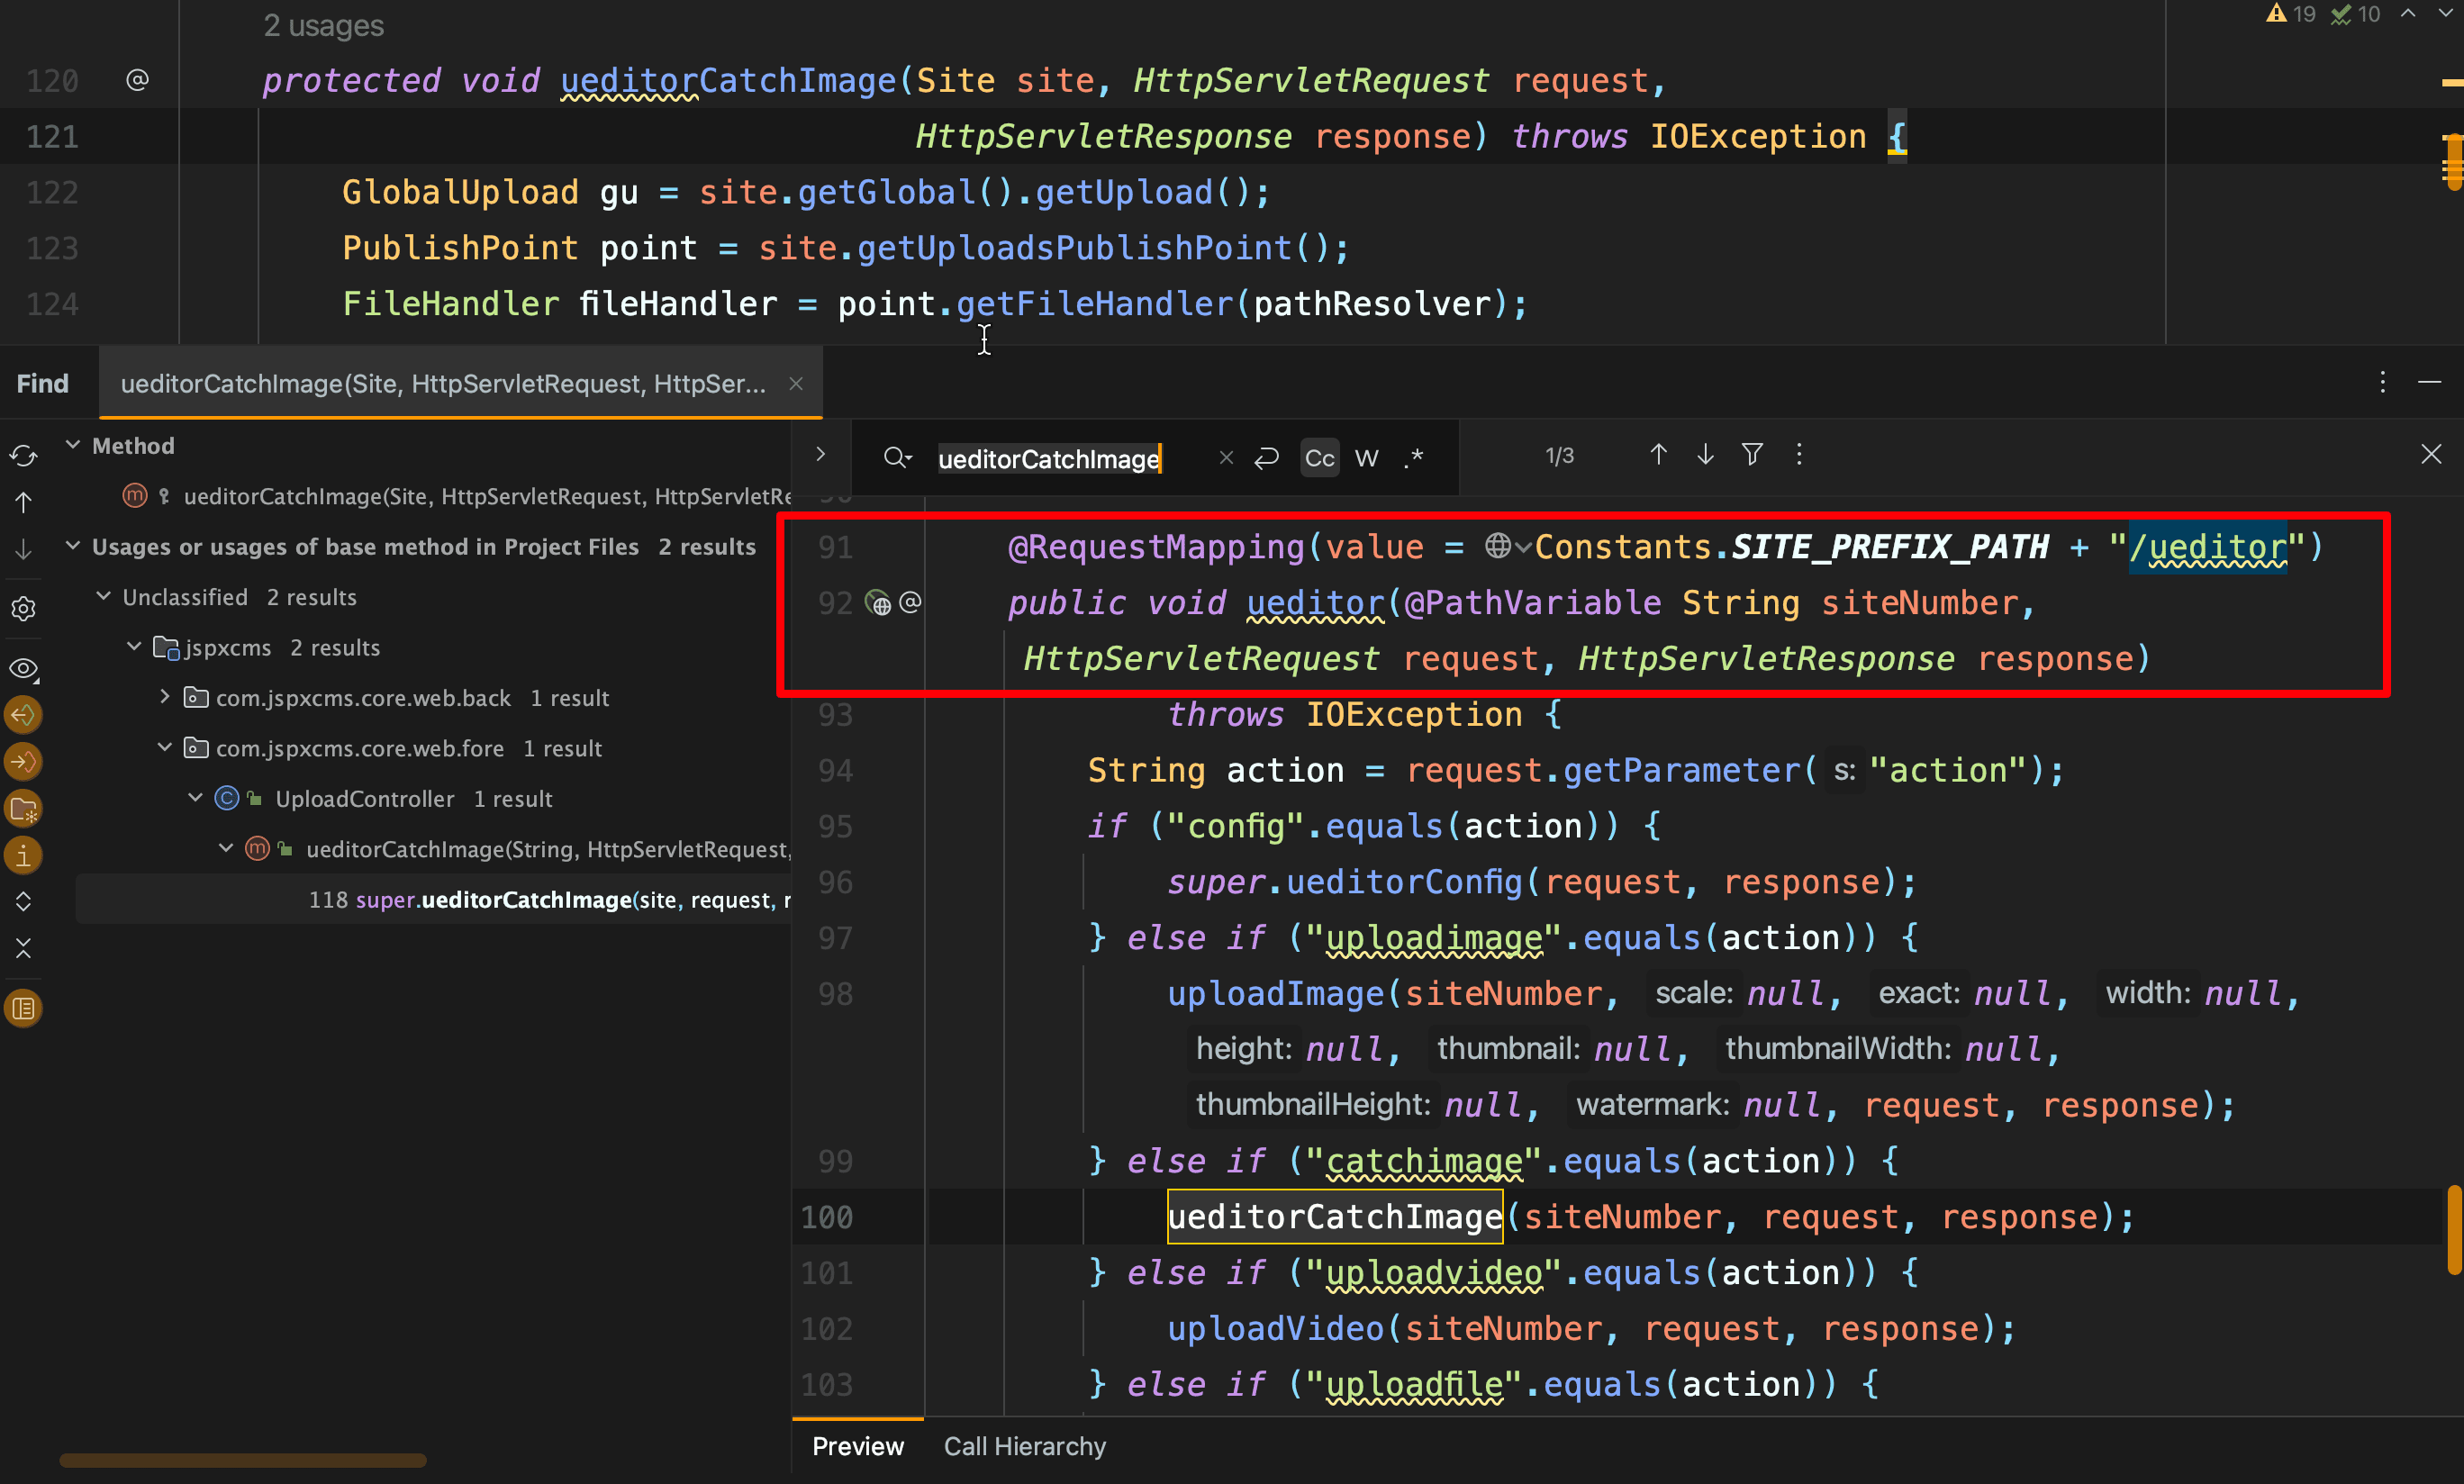 2 usages
19 10
120 @ protected void ueditorCatchImage(Site site, HttpServletRequest request,
121 HttpServletResponse response) throws IOException {
122 GlobalUpload gu = site.getGlobal().getUpload();
123 PublishPoint point = site.getUploadsPublishPoint();
124 FileHandler fileHandler = point.getFileHandler(pathResolver);
Find ueditorCatchImage(Site, HttpServletRequest, HttpSer...
Method
ueditorCatchImage(Site, HttpServletRequest, HttpServletRe
Usages or usages of base method in Project Files 2 results
Unclassified 2 results
jspxcms 2 results
com.jspxcms.core.web.back 1 result
com.jspxcms.core.web.fore 1 result
UploadController 1 result
ueditorCatchImage(String, HttpServletRequest,
118 super.ueditorCatchImage(site, request, r
ueditorCatchImage Cc W .* 1/3
91 @RequestMapping(value = Constants.SITE_PREFIX_PATH + "/ueditor")
92 @ public void ueditor(@PathVariable String siteNumber,
HttpServletRequest request, HttpServletResponse response)
93 throws IOException {
94 String action = request.getParameter( s: "action");
95 if ("config".equals(action)) {
96 super.ueditorConfig(request, response);
97 } else if ("uploadimage".equals(action)) {
98 uploadImage(siteNumber, scale: null, exact: null, width: null,
height: null, thumbnail: null, thumbnailWidth: null,
thumbnailHeight: null, watermark: null, request, response);
99 } else if ("catchimage".equals(action)) {
100 ueditorCatchImage(siteNumber, request, response);
101 } else if ("uploadvideo".equals(action)) {
102 uploadVideo(siteNumber, request, response);
103 } else if ("uploadfile".equals(action)) {
Preview Call Hierarchy